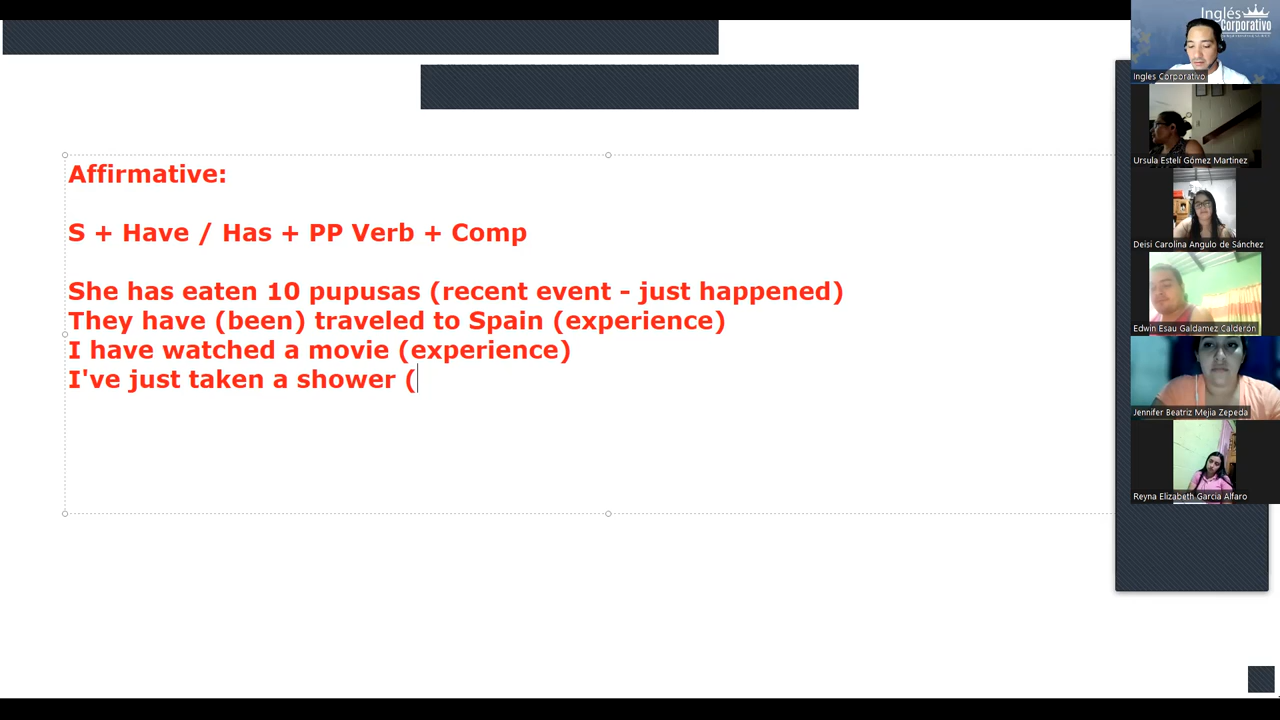 Affirmative:
S + Have / Has + PP Verb + Comp
She has eaten 10 pupusas (recent event - just happened)
They have (been) traveled to Spain (experience)
I have watched a movie (experience)
I've just taken a shower (
Inglés
Corporativo
Ingles Corporativo
Ursula Estelí Gómez Martinez
Deisi Carolina Angulo de Sánchez
Edwin Esau Galdamez Calderón
Jennifer Beatriz Mejia Zepeda
Reyna Elizabeth Garcia Alfaro